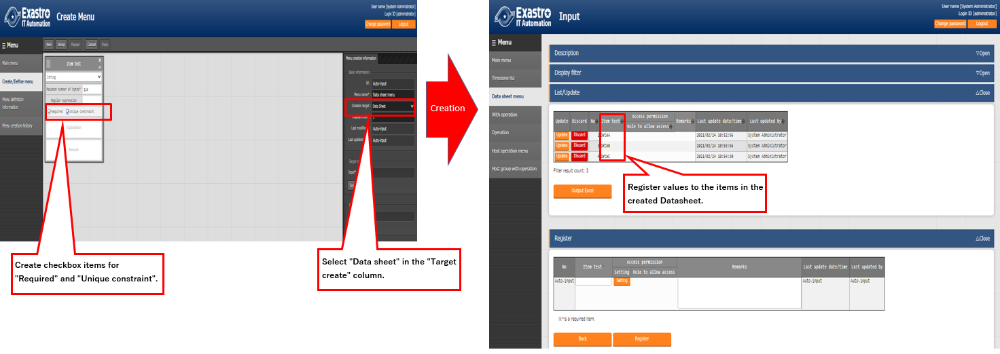 Exastro
IT Automation
Create Menu
User name [System Administrator]
Login ID [administrator]
Change password
Logout
Menu
Main menu
Create/Define menu
Menu definition
information
Menu creation history
Item
Group
Repeat
Cancel
Redo
Item test
String
Maximum number of bytes*
Regular expression
Required
Unique constraint
Explanation
Remark
Menu creation information
Basic information
Id :
Auto-input
Menu name* :
Data sheet menu
Creation target :
Data Sheet
Display order
1
Last modifie
Auto-input
Last updated
Auto-input
Input*
Create checkbox items for
"Required" and "Unique constraint".
Select "Data sheet" in the "Target
create" column.
Creation
Exastro
IT Automation
Input
User name [System Administrator]
Login ID [administrator]
Change password
Logout
Menu
Main menu
Timezone list
Data sheet menu
With operation
Operation
Host operation menu
Host group with operation
Description
▽Open
Display filter
▽Open
List/Update
△Close
Update Discard No Item test Access permission Remarks Last update date/time Last updated by
Role to allow access
Update Discard 2 DataA 2021/02/24 10:52:56 System Administrator
Update Discard 3 DataB 2021/02/24 10:53:56 System Administrator
Update Discard 4 DataC 2021/02/24 10:54:30 System Administrator
Filter result count: 3
Output Excel
Register values to the items in the
created Datasheet.
Register
△Close
No Item test* Access permission Remarks Last update date/time Last updated by
Setting Role to allow access
Auto-input Setting Auto-input Auto-input
※*is a required item.
Back
Register